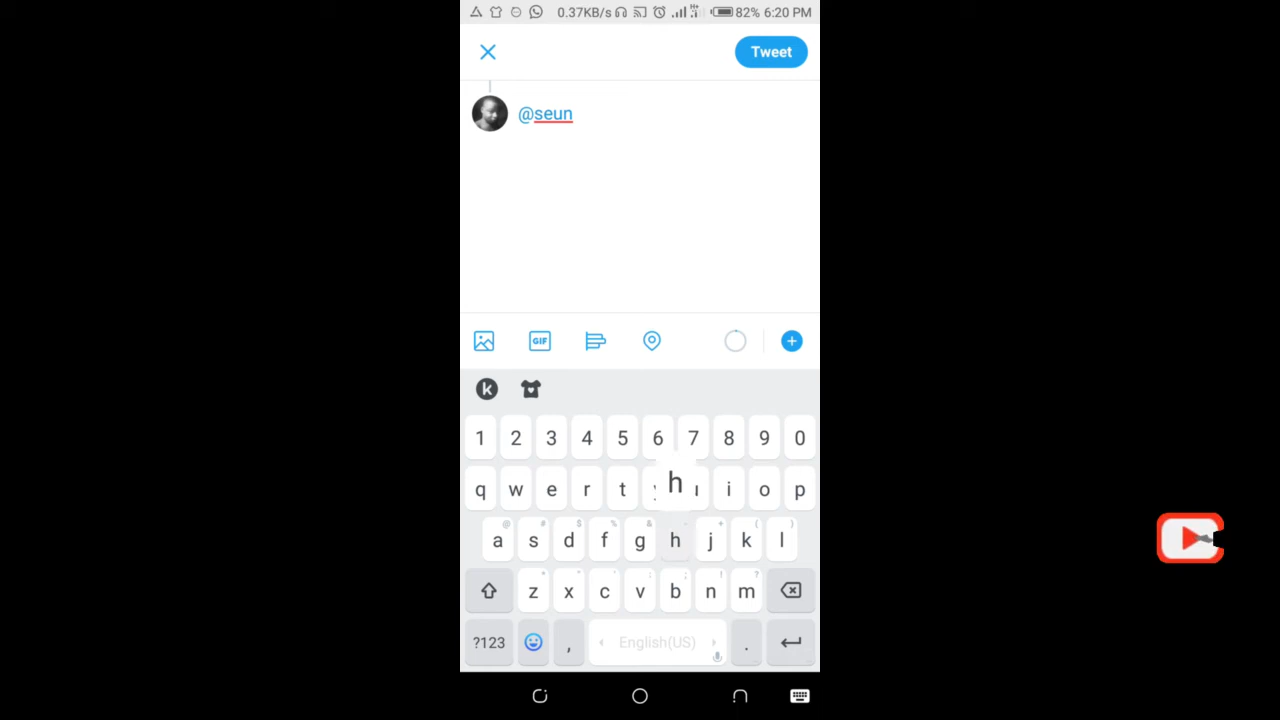 0.37KB/s 82% 6:20 PM
Tweet
@seun
GIF
k
1 2 3 4 5 6 7 8 9 0
h
q w e r t i o p
@ # $ % & - + ( )
a s d f g h j k l
z x c v b n m
?123 , English(US) .